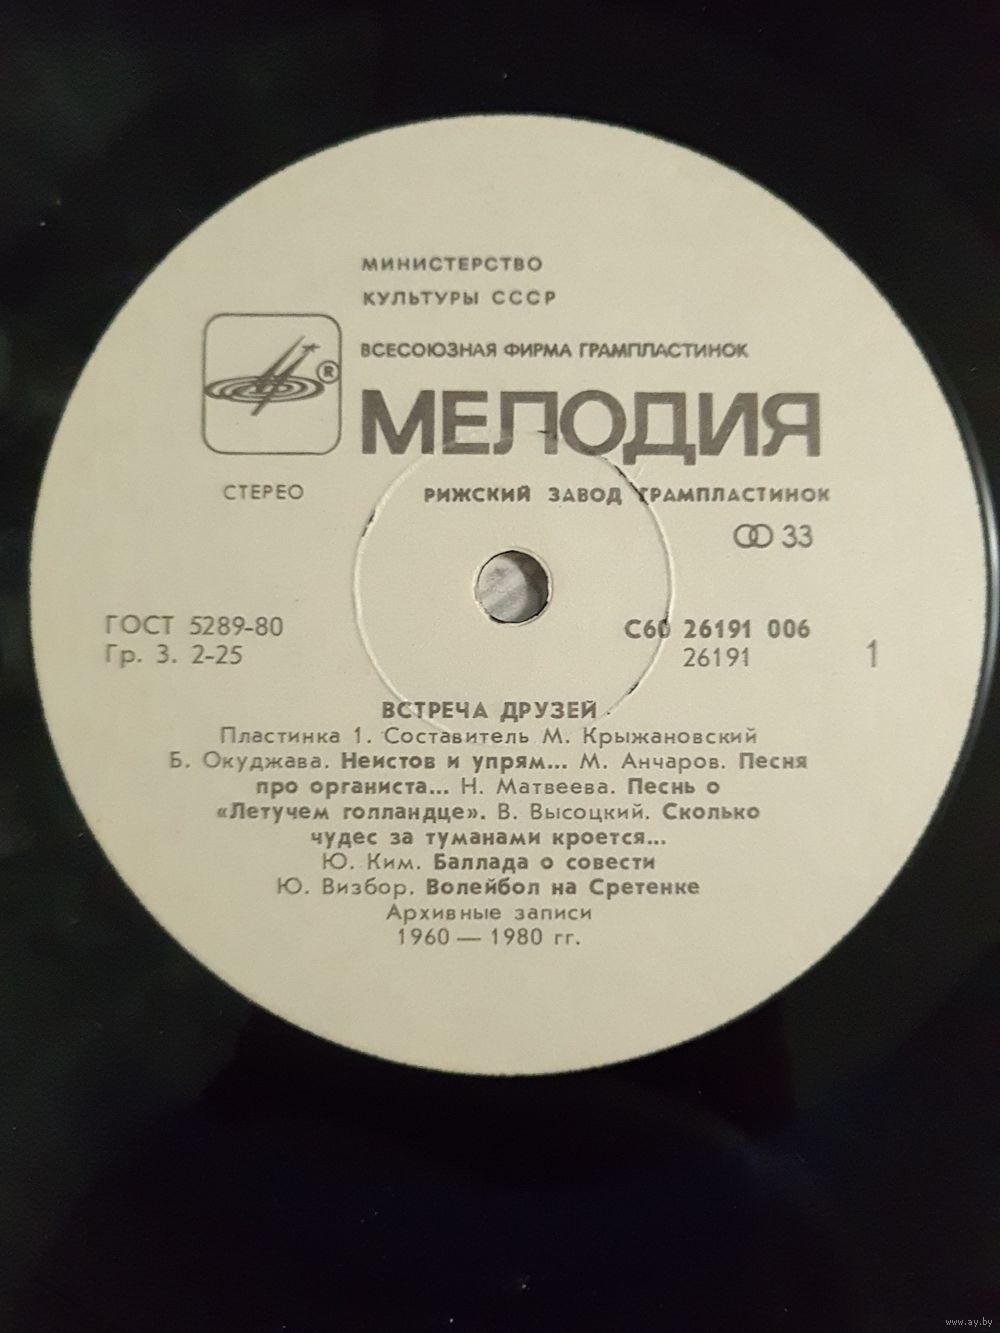 МИНИСТЕРСТВО
КУЛЬТУРЫ СССР
ВСЕСОЮЗНАЯ ФИРМА ГРАМПЛАСТИНОК
®
МЕЛОДИЯ
СТЕРЕО
РИЖСКИЙ ЗАВОД ГРАМПЛАСТИНОК
33
ГОСТ 5289-80
Гр. 3. 2-25
С60 26191 006
26191
1
ВСТРЕЧА ДРУЗЕЙ
Пластинка 1. Составитель М. Крыжановский
Б. Окуджава. Неистов и упрям... М. Анчаров. Песня
про органиста... Н. Матвеева. Песнь о
«Летучем голландце». В. Высоцкий. Сколько
чудес за туманами кроется...
Ю. Ким. Баллада о совести
Ю. Визбор. Волейбол на Сретенке
Архивные записи
1960 — 1980 гг.
www.ay.by